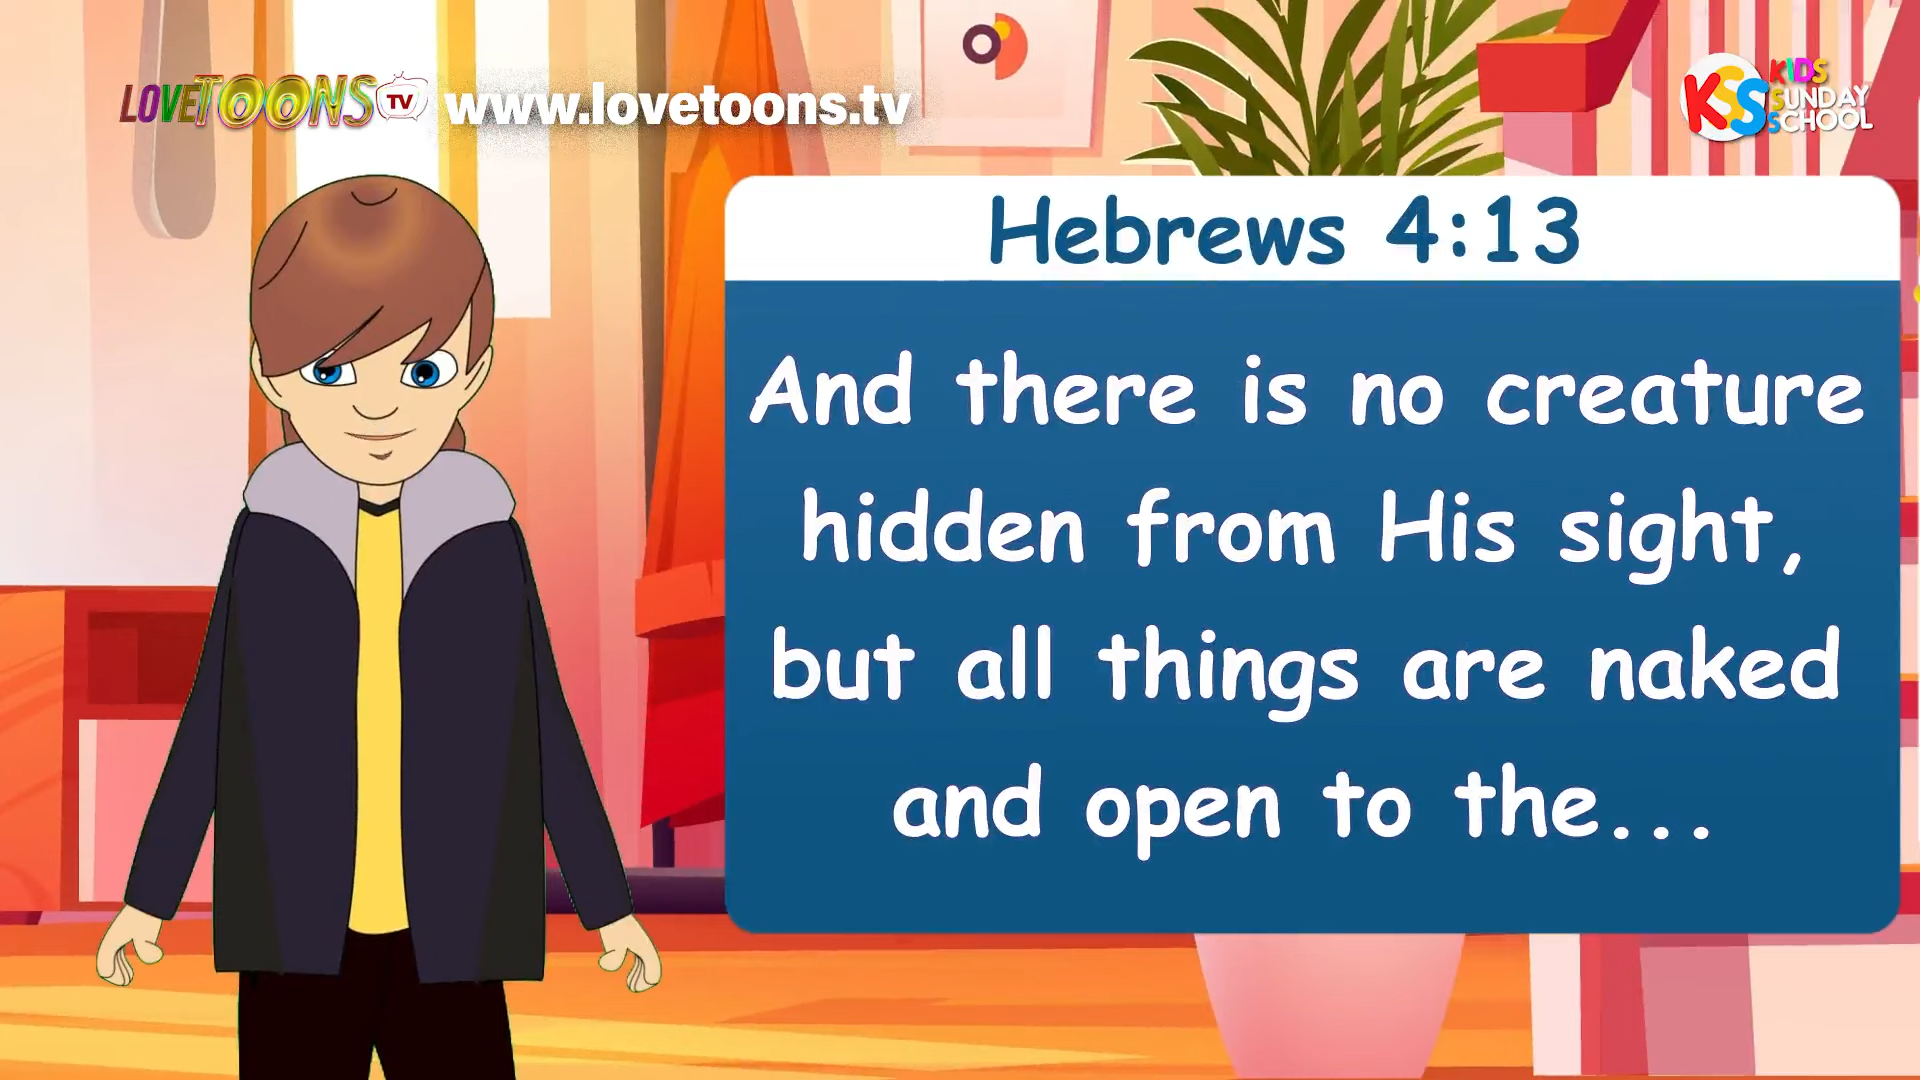 LOVETOONS TV www.lovetoons.tv
KSS KIDS SUNDAY SCHOOL
Hebrews 4:13
And there is no creature
hidden from His sight,
but all things are naked
and open to the...